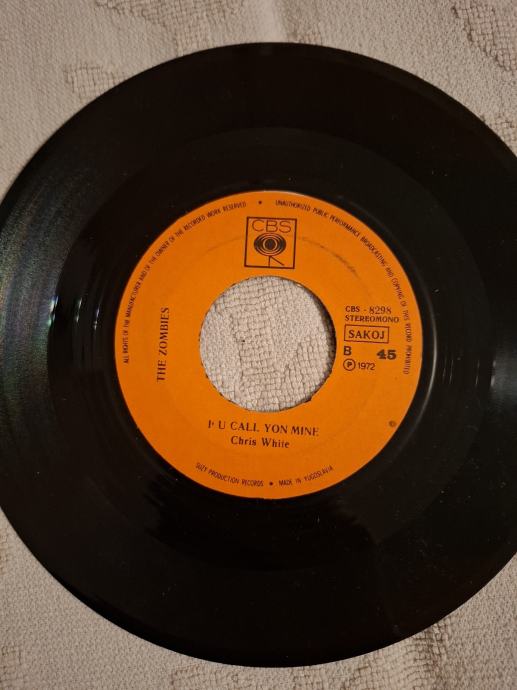 ALL RIGHTS OF THE MANUFACTURER AND OF THE OWNER OF THE RECORDED WORK RESERVED • UNAUTHORIZED PUBLIC PERFORMANCE BROADCASTING AND COPYING OF THIS RECORD PROHIBITED
CBS
THE ZOMBIES
CBS - 8298
STEREOMONO
SAKOJ
B 45
Ⓟ 1972
U CALL YON MINE
Chris White
SUZY PRODUCTION RECORDS • MADE IN YUGOSLAVIA